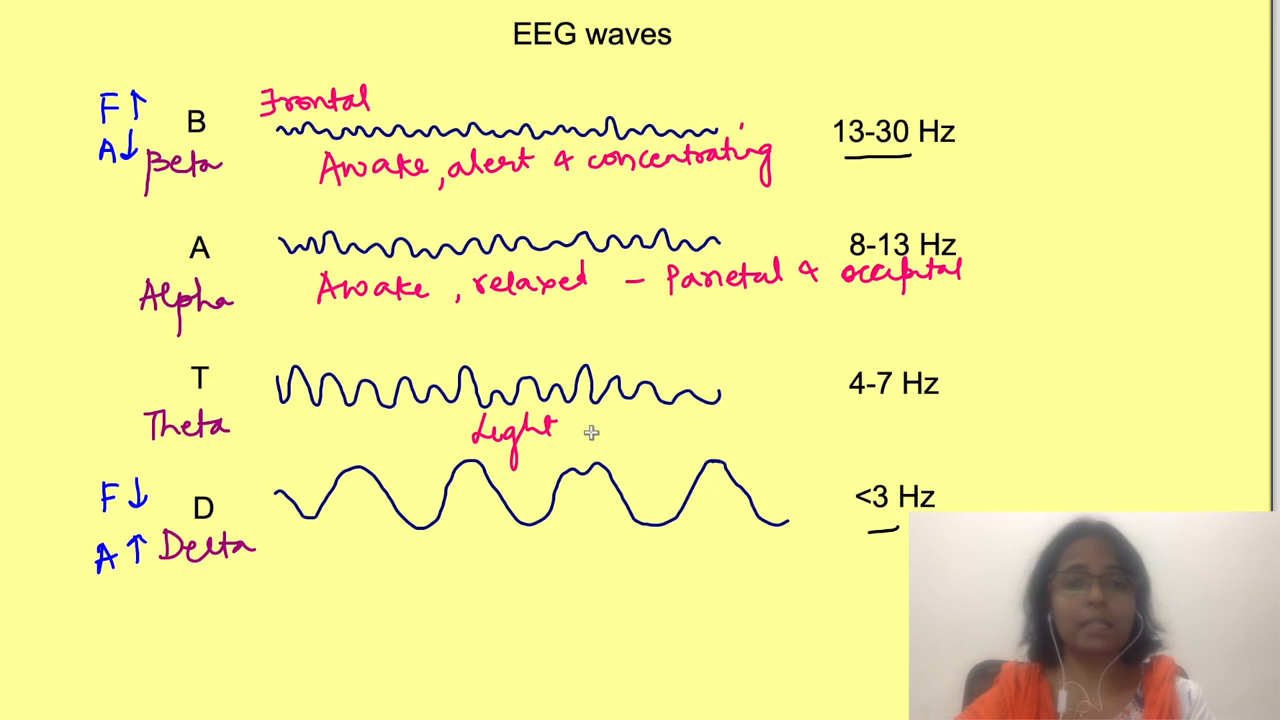 EEG waves
F↑ B Frontal 13-30 Hz
A↓ Beta Awake, alert & concentrating
A 8-13 Hz
Alpha Awake, relaxed – Parietal & occipital
T 4-7 Hz
Theta Light
F↓ D <3 Hz
A↑ Delta